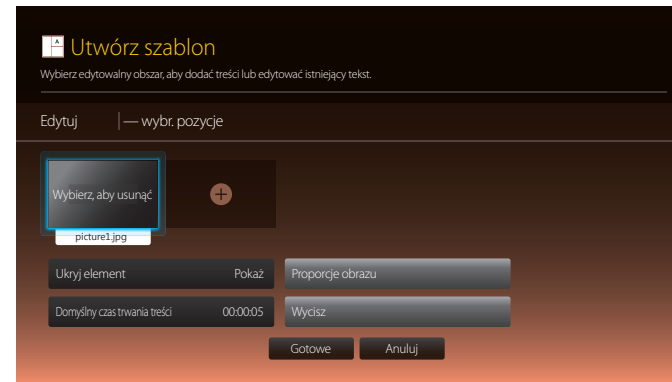 A
Utwórz szablon
Wybierz edytowalny obszar, aby dodać treści lub edytować istniejący tekst.
Edytuj — wybr. pozycje
Wybierz, aby usunąć
picture1.jpg
Ukryj element Pokaż Proporcje obrazu
Domyślny czas trwania treści 00:00:05 Wycisz
Gotowe Anuluj